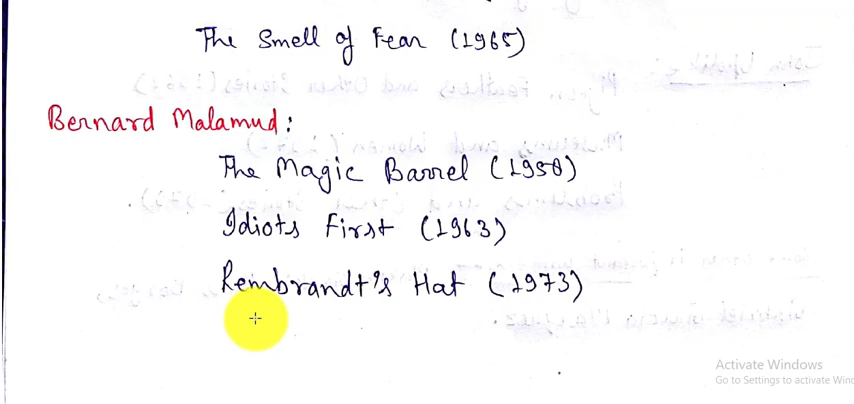 The Smell of Fear (1965)
Bernard Malamud:
The Magic Barrel (1958)
Idiots First (1963)
Rembrandt's Hat (1973)
Activate Windows
Go to Settings to activate Win